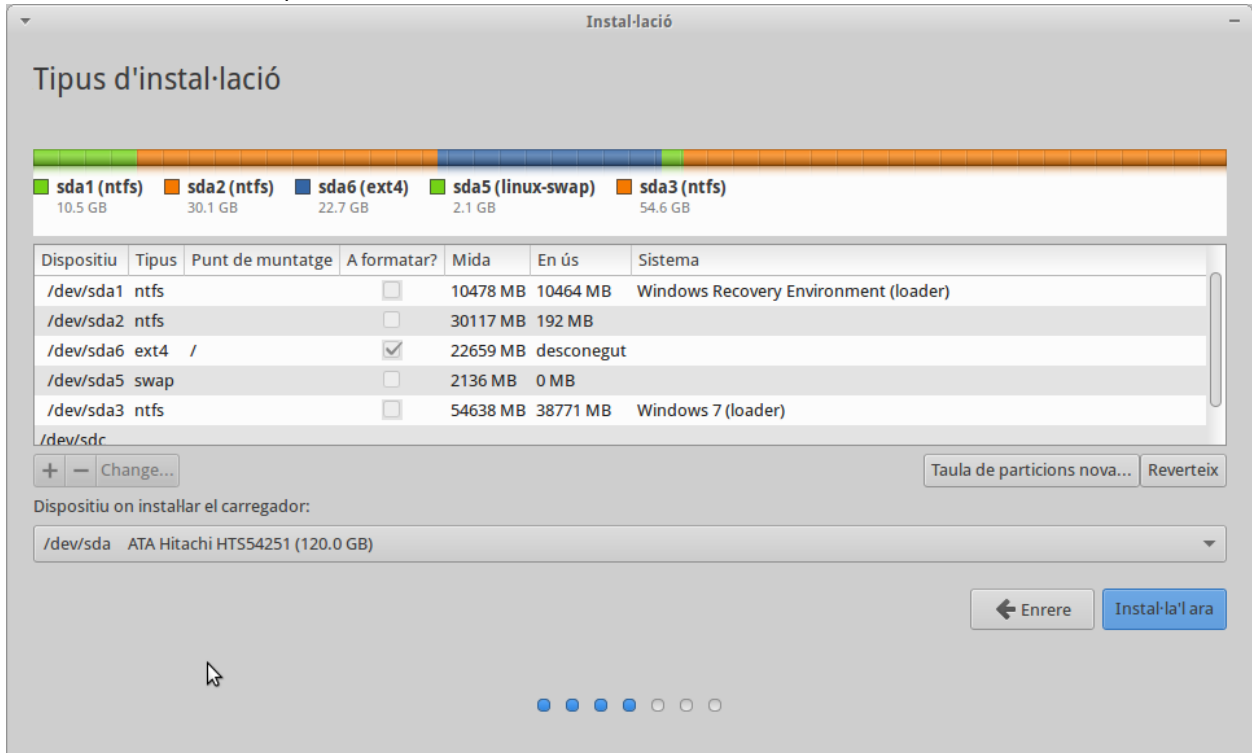 Instal·lació
Tipus d'instal·lació
sda1 (ntfs) sda2 (ntfs) sda6 (ext4) sda5 (linux-swap) sda3 (ntfs)
10.5 GB 30.1 GB 22.7 GB 2.1 GB 54.6 GB
Dispositiu Tipus Punt de muntatge A formatar? Mida En ús Sistema
/dev/sda1 ntfs 10478 MB 10464 MB Windows Recovery Environment (loader)
/dev/sda2 ntfs 30117 MB 192 MB
/dev/sda6 ext4 / 22659 MB desconegut
/dev/sda5 swap 2136 MB 0 MB
/dev/sda3 ntfs 54638 MB 38771 MB Windows 7 (loader)
/dev/sdc
+ − Change... Taula de particions nova... Reverteix
Dispositiu on instaŀlar el carregador:
/dev/sda ATA Hitachi HTS54251 (120.0 GB)
Enrere Instal·la'l ara